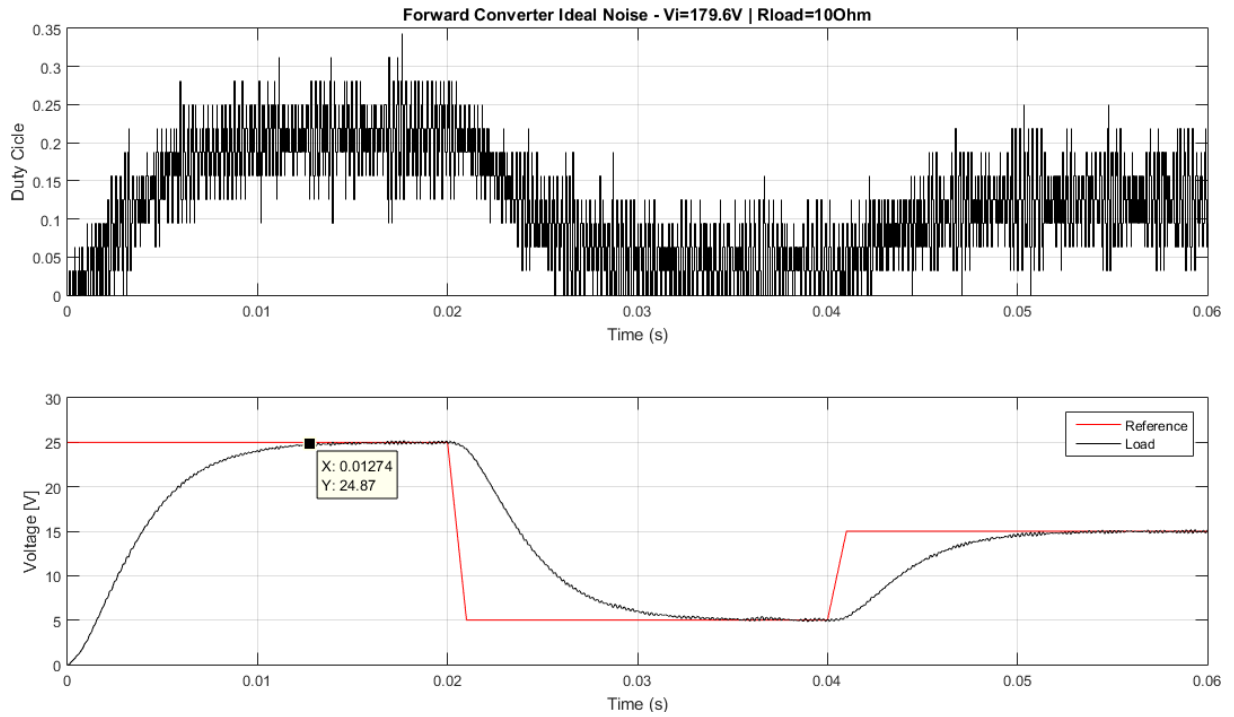 Forward Converter Ideal Noise - Vi=179.6V | Rload=10Ohm
0.35
0.3
0.25
0.2
0.15
0.1
0.05
0
Duty Cicle
0 0.01 0.02 0.03 0.04 0.05 0.06
Time (s)
30
25
20
15
10
5
0
Voltage [V]
Reference
Load
X: 0.01274
Y: 24.87
0 0.01 0.02 0.03 0.04 0.05 0.06
Time (s)